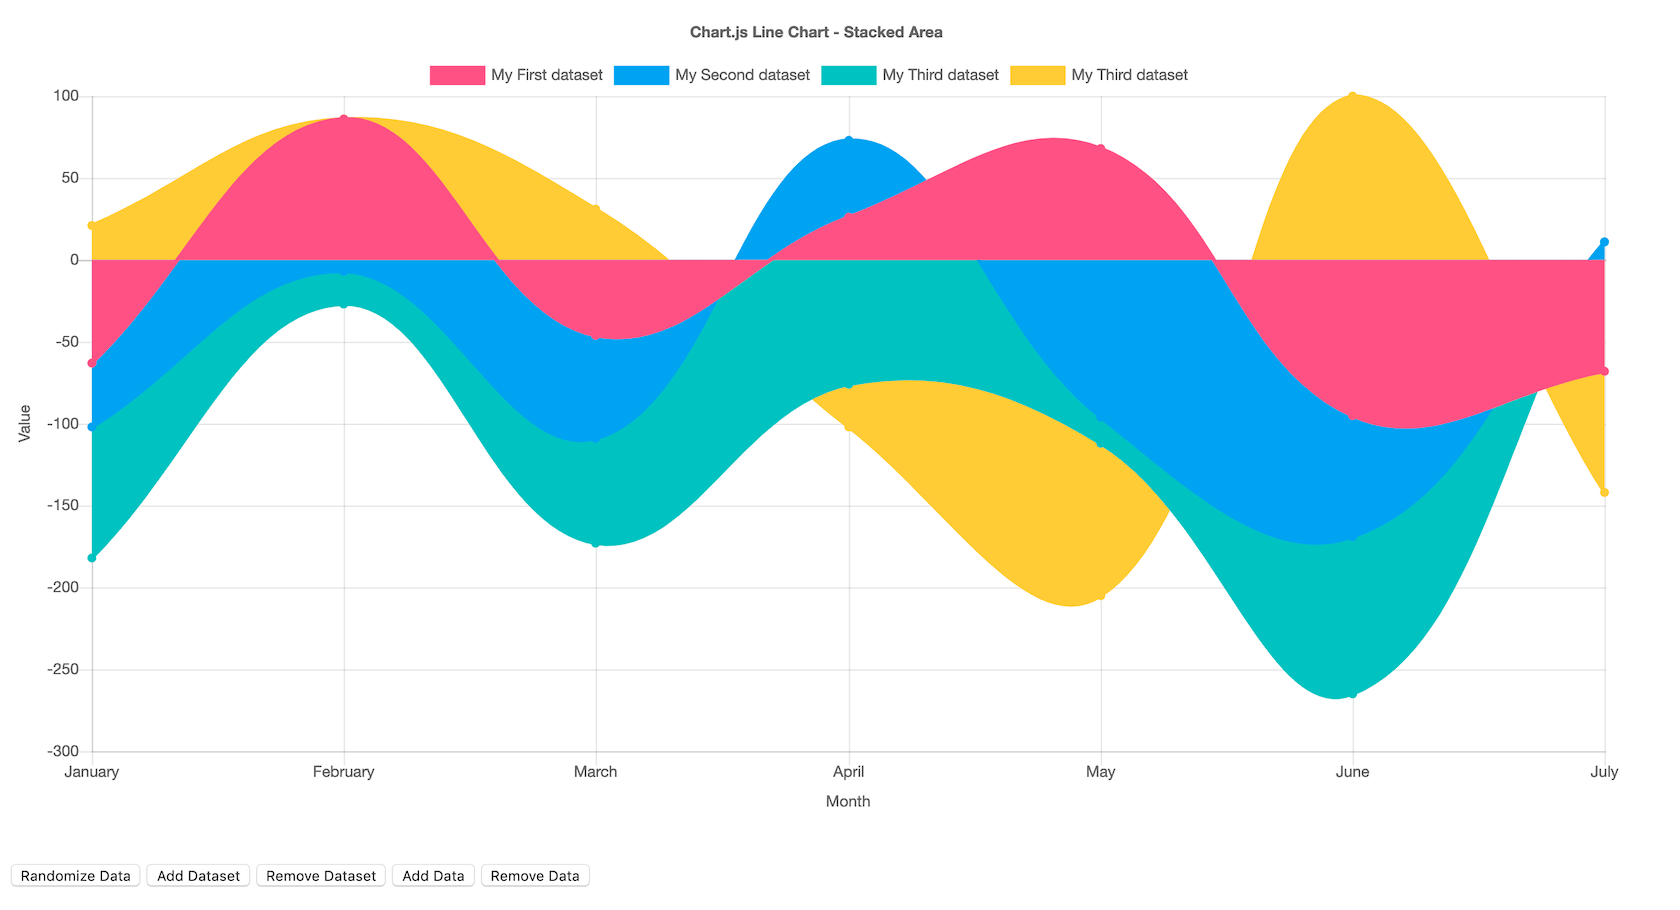 Chart.js Line Chart - Stacked Area
My First dataset My Second dataset My Third dataset My Third dataset
100
50
0
-50
-100
-150
-200
-250
-300
Value
January February March April May June July
Month
Randomize Data Add Dataset Remove Dataset Add Data Remove Data